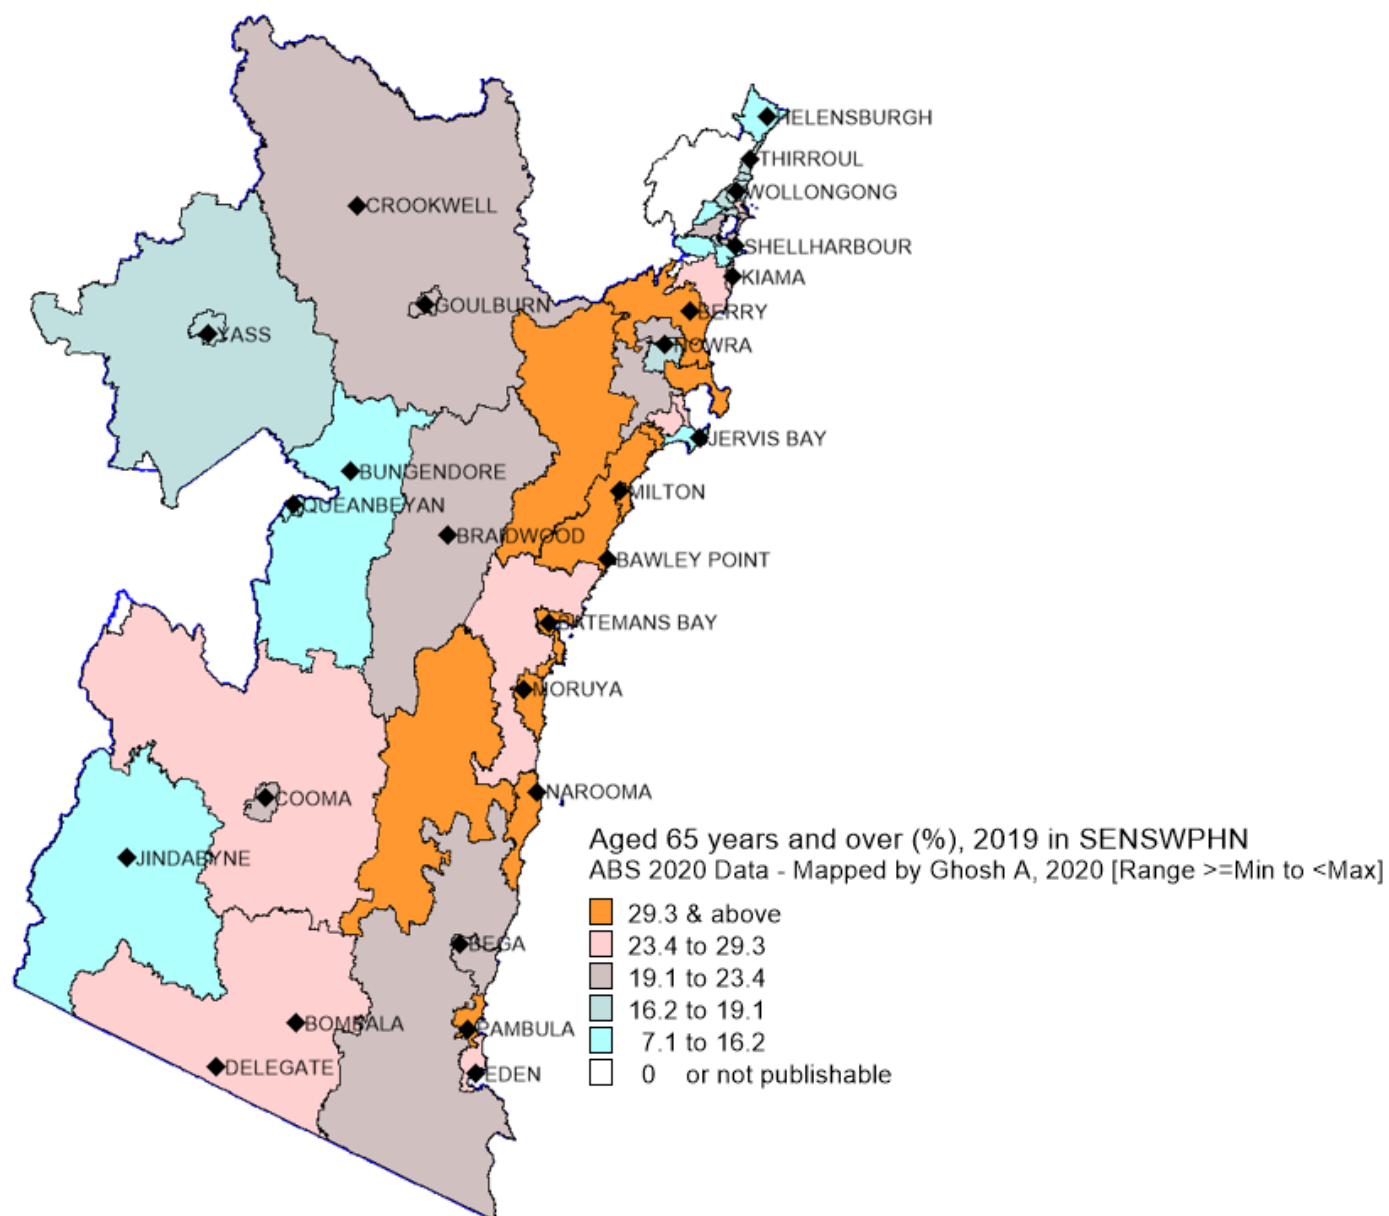 HELENSBURGH
THIRROUL
WOLLONGONG
CROOKWELL
SHELLHARBOUR
KIAMA
GOULBURN
BERRY
YASS
NOWRA
JERVIS BAY
BUNGENDORE
MILTON
QUEANBEYAN
BRAIDWOOD
BAWLEY POINT
BATEMANS BAY
MORUYA
NAROOMA
COOMA
JINDABYNE
BEGA
BOMBALA
PAMBULA
DELEGATE
EDEN
Aged 65 years and over (%), 2019 in SENSWPHN
ABS 2020 Data - Mapped by Ghosh A, 2020 [Range >=Min to <Max]
29.3 & above
23.4 to 29.3
19.1 to 23.4
16.2 to 19.1
7.1 to 16.2
0 or not publishable